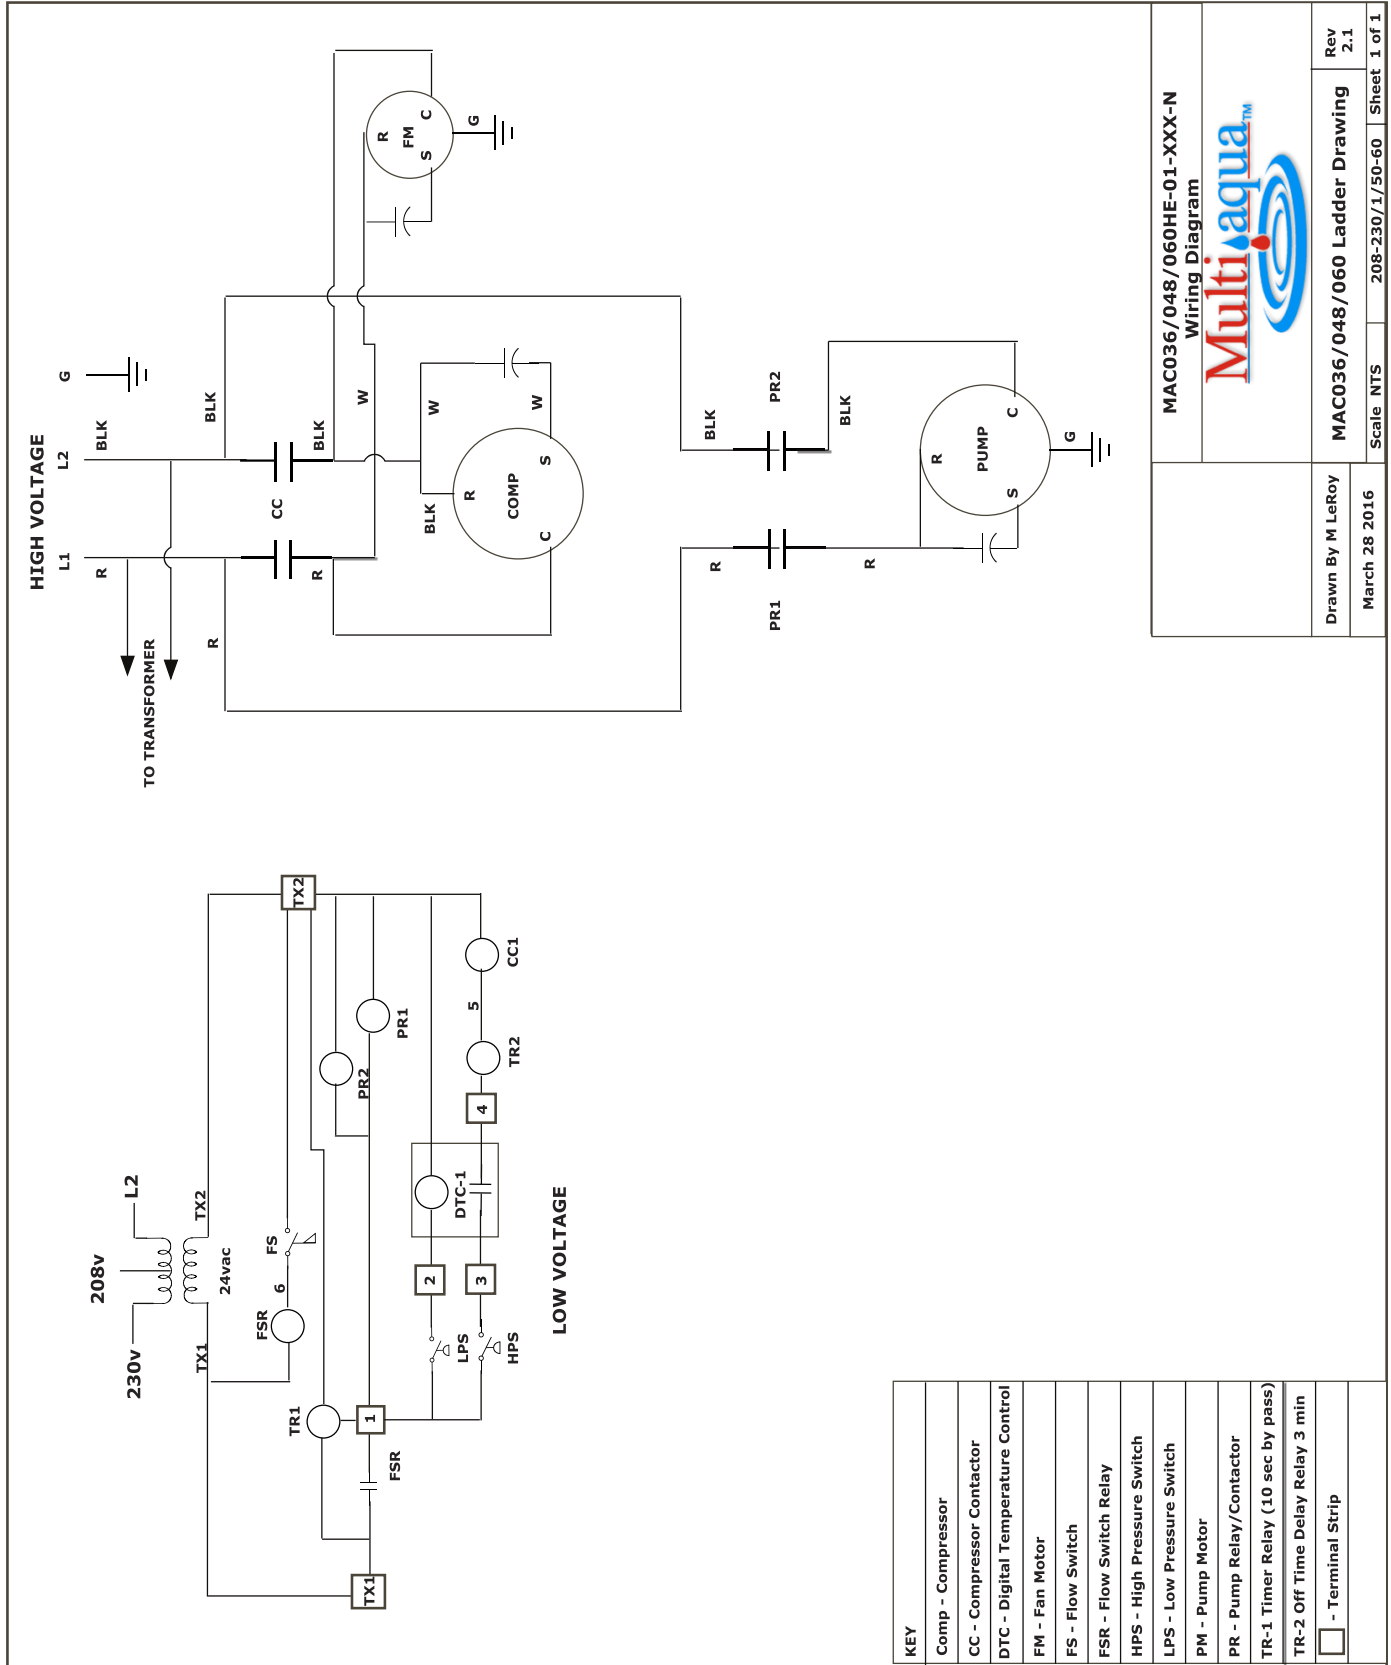 HIGH VOLTAGE
L1
L2
G
R
BLK
TO TRANSFORMER
R
BLK
CC
R
BLK
W
BLK
W
W
R
COMP
C
S
R
FM
S
C
G
R
BLK
PR1
PR2
R
BLK
R
PUMP
S
C
G
230v
208v
L2
TX1
TX2
24vac
FSR
6
FS
TX2
TR1
PR2
PR1
TX1
FSR
1
LPS
2
DTC-1
HPS
3
4
TR2
5
CC1
LOW VOLTAGE
KEY
Comp - Compressor
CC - Compressor Contactor
DTC - Digital Temperature Control
FM - Fan Motor
FS - Flow Switch
FSR - Flow Switch Relay
HPS - High Pressure Switch
LPS - Low Pressure Switch
PM - Pump Motor
PR - Pump Relay/Contactor
TR-1 Timer Relay (10 sec by pass)
TR-2 Off Time Delay Relay 3 min
- Terminal Strip
MAC036/048/060HE-01-XXX-N
Wiring Diagram
Multiaqua™
Drawn By M LeRoy
MAC036/048/060 Ladder Drawing
Rev
2.1
March 28 2016
Scale NTS
208-230/1/50-60
Sheet 1 of 1